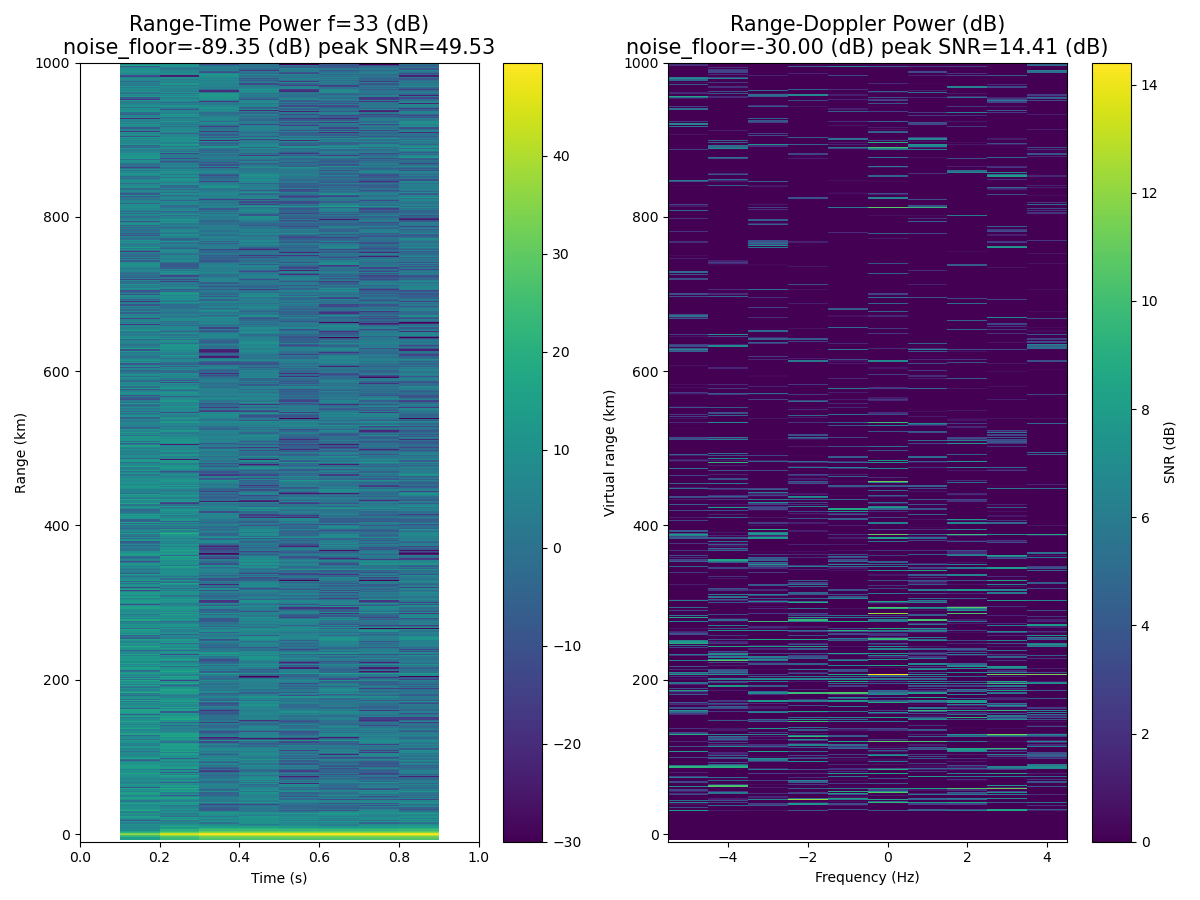 Range-Time Power f=33 (dB)
noise_floor=-89.35 (dB) peak SNR=49.53
1000
800
600
400
200
0
Range (km)
0.0 0.2 0.4 0.6 0.8 1.0
Time (s)
40
30
20
10
0
−10
−20
−30
Range-Doppler Power (dB)
noise_floor=-30.00 (dB) peak SNR=14.41 (dB)
1000
800
600
400
200
0
Virtual range (km)
−4 −2 0 2 4
Frequency (Hz)
14
12
10
8
6
4
2
0
SNR (dB)